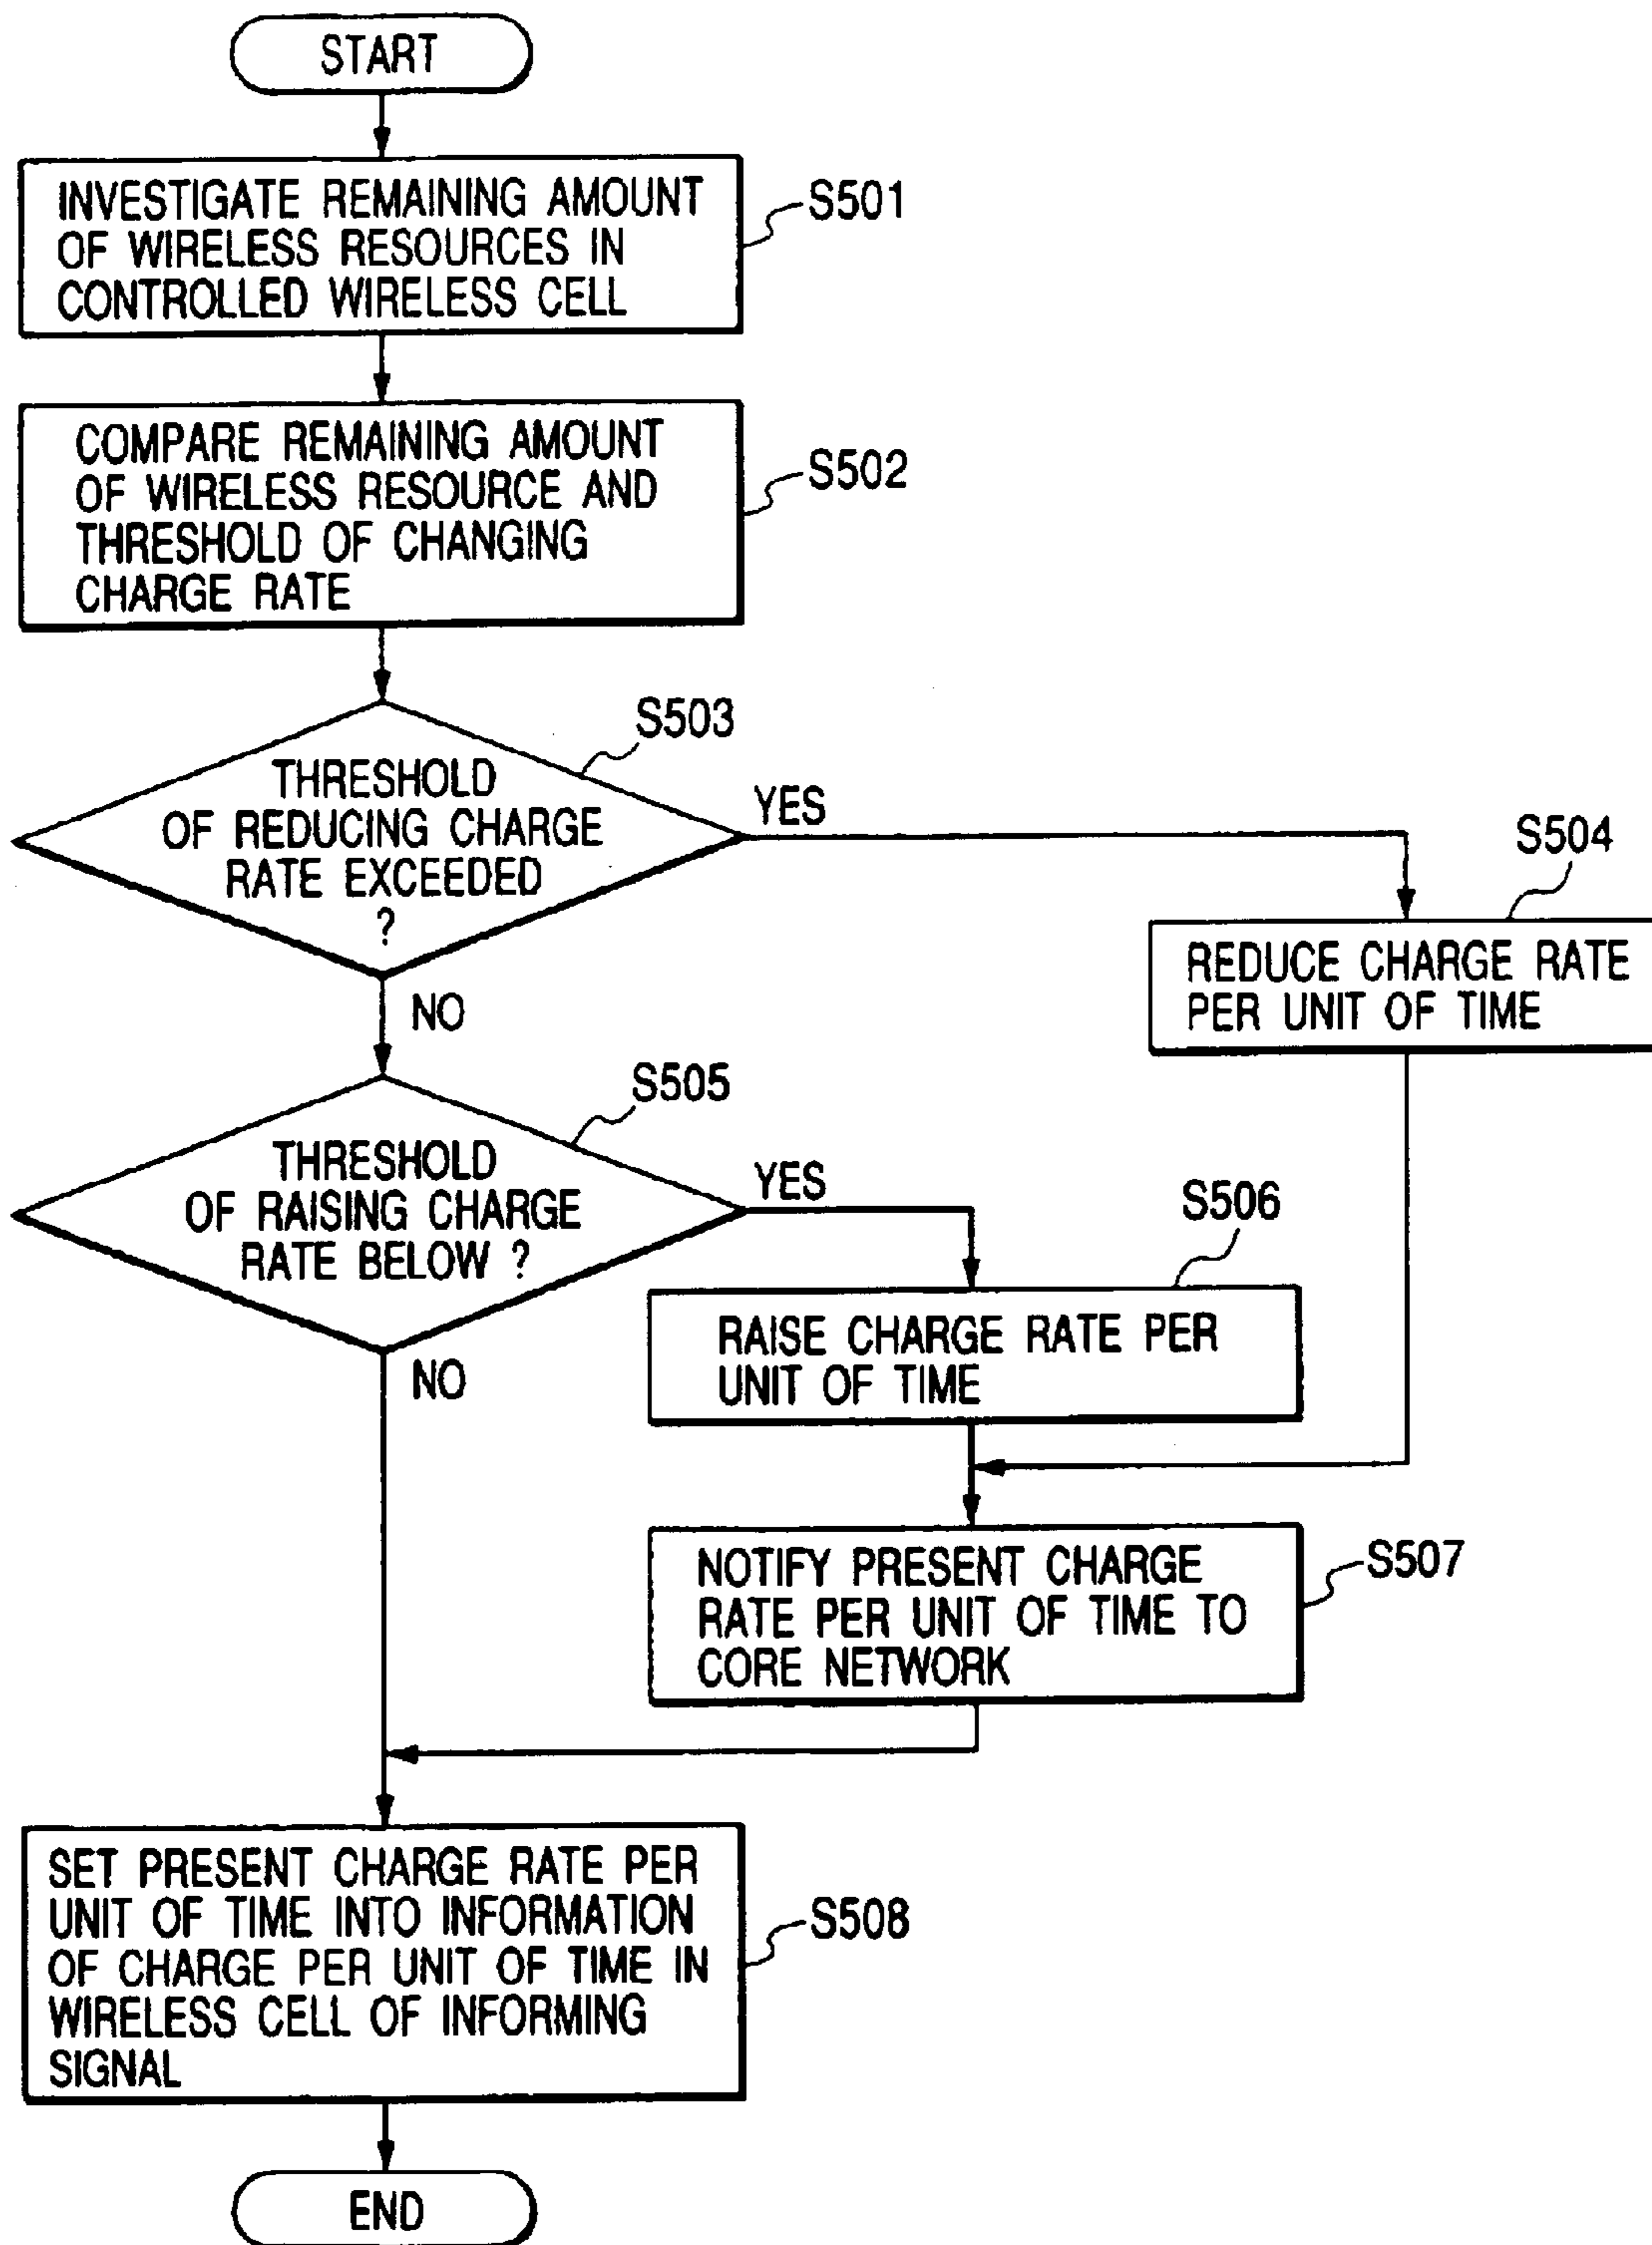 START
INVESTIGATE REMAINING AMOUNT
OF WIRELESS RESOURCES IN
CONTROLLED WIRELESS CELL
S501
COMPARE REMAINING AMOUNT
OF WIRELESS RESOURCE AND
THRESHOLD OF CHANGING
CHARGE RATE
S502
S503
THRESHOLD
OF REDUCING CHARGE
RATE EXCEEDED
?
YES
NO
S504
REDUCE CHARGE RATE
PER UNIT OF TIME
S505
THRESHOLD
OF RAISING CHARGE
RATE BELOW ?
YES
NO
S506
RAISE CHARGE RATE PER
UNIT OF TIME
NOTIFY PRESENT CHARGE
RATE PER UNIT OF TIME TO
CORE NETWORK
S507
SET PRESENT CHARGE RATE PER
UNIT OF TIME INTO INFORMATION
OF CHARGE PER UNIT OF TIME IN
WIRELESS CELL OF INFORMING
SIGNAL
S508
END